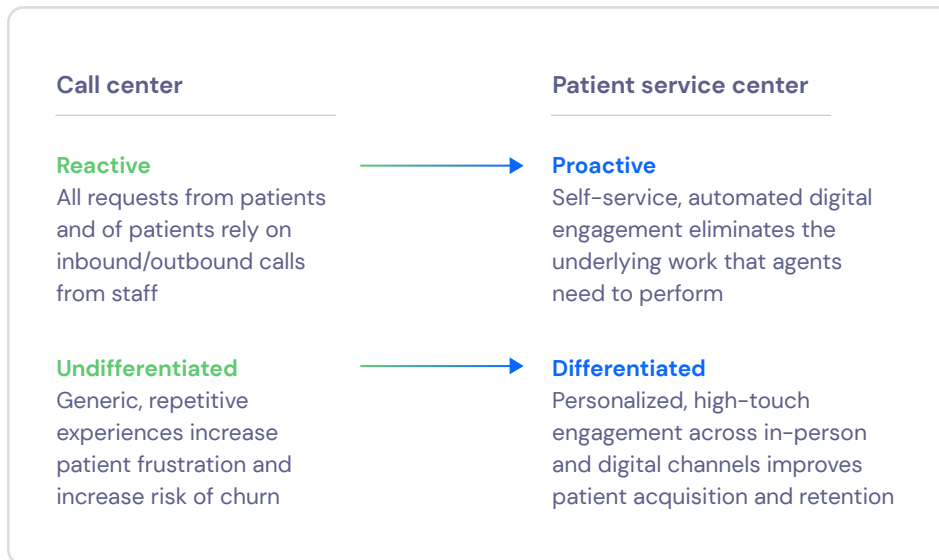 Call center
Patient service center
Reactive
All requests from patients
and of patients rely on
inbound/outbound calls
from staff
Proactive
Self-service, automated digital
engagement eliminates the
underlying work that agents
need to perform
Undifferentiated
Generic, repetitive
experiences increase
patient frustration and
increase risk of churn
Differentiated
Personalized, high-touch
engagement across in-person
and digital channels improves
patient acquisition and retention